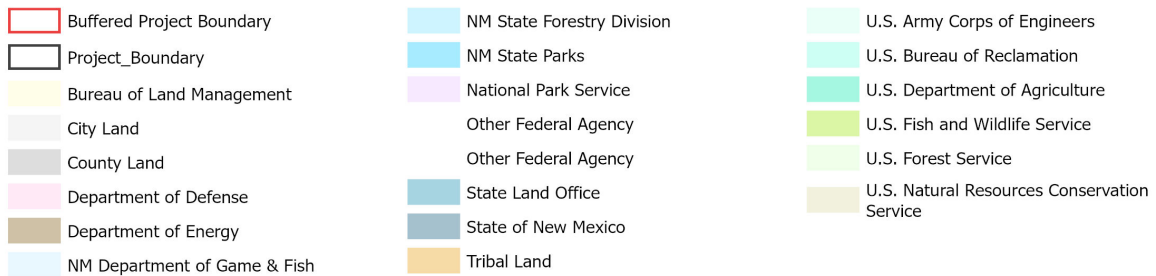 Buffered Project Boundary
Project_Boundary
Bureau of Land Management
City Land
County Land
Department of Defense
Department of Energy
NM Department of Game & Fish
NM State Forestry Division
NM State Parks
National Park Service
Other Federal Agency
Other Federal Agency
State Land Office
State of New Mexico
Tribal Land
U.S. Army Corps of Engineers
U.S. Bureau of Reclamation
U.S. Department of Agriculture
U.S. Fish and Wildlife Service
U.S. Forest Service
U.S. Natural Resources Conservation
Service